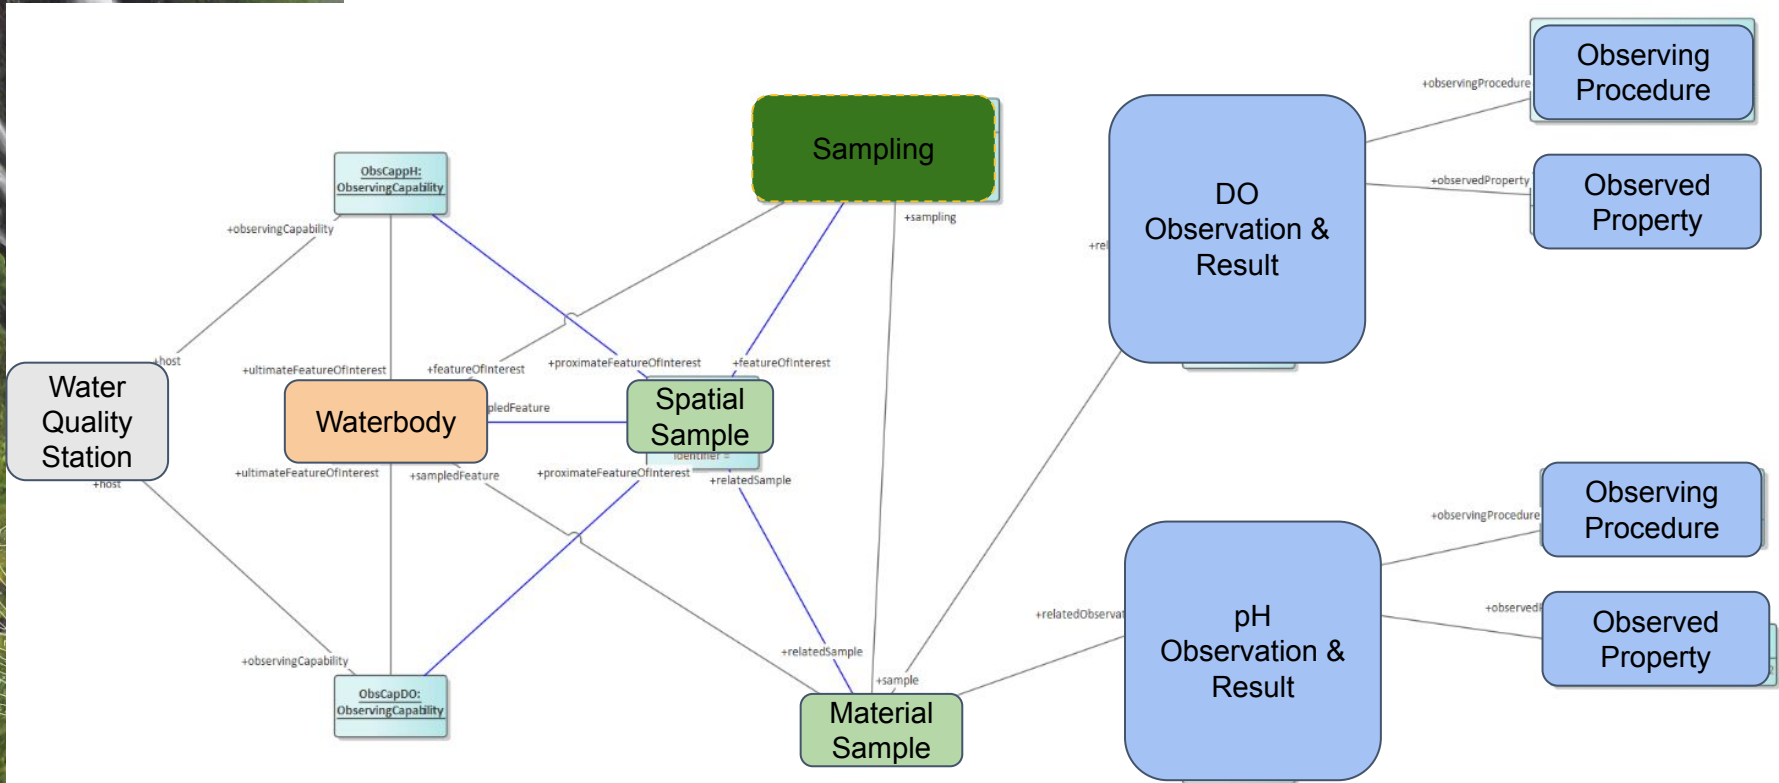 Observing
Procedure
+observingProcedure
Sampling
ObsCappH:
ObservingCapability
+observedProperty
Observed
Property
DO
Observation &
Result
+sampling
+observingCapability
+host
+ultimateFeatureOfInterest
+featureOfInterest
+proximateFeatureOfInterest
+featureOfInterest
Water
Quality
Station
Waterbody
Spatial
Sample
identifier =
+host
+ultimateFeatureOfInterest
+sampledFeature
+proximateFeatureOfInterest
+relatedSample
Observing
Procedure
+observingProcedure
+relatedSample
+observingCapability
+sample
ObsCapDO:
ObservingCapability
Material
Sample
pH
Observation &
Result
Observed
Property